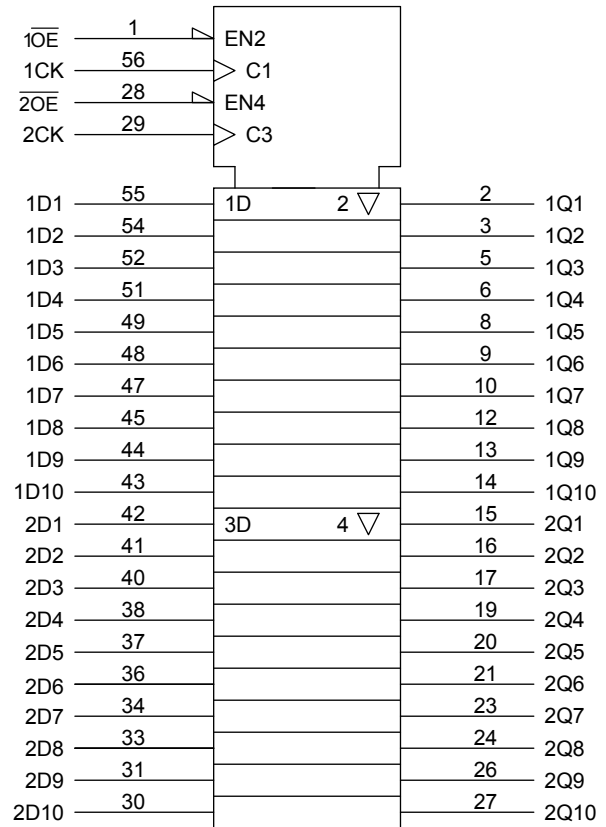 1O̅E̅ 1 EN2
1CK 56 C1
2̅O̅E̅ 28 EN4
2CK 29 C3
1D1 55 1D 2 2 1Q1
1D2 54 3 1Q2
1D3 52 5 1Q3
1D4 51 6 1Q4
1D5 49 8 1Q5
1D6 48 9 1Q6
1D7 47 10 1Q7
1D8 45 12 1Q8
1D9 44 13 1Q9
1D10 43 14 1Q10
2D1 42 3D 4 15 2Q1
2D2 41 16 2Q2
2D3 40 17 2Q3
2D4 38 19 2Q4
2D5 37 20 2Q5
2D6 36 21 2Q6
2D7 34 23 2Q7
2D8 33 24 2Q8
2D9 31 26 2Q9
2D10 30 27 2Q10